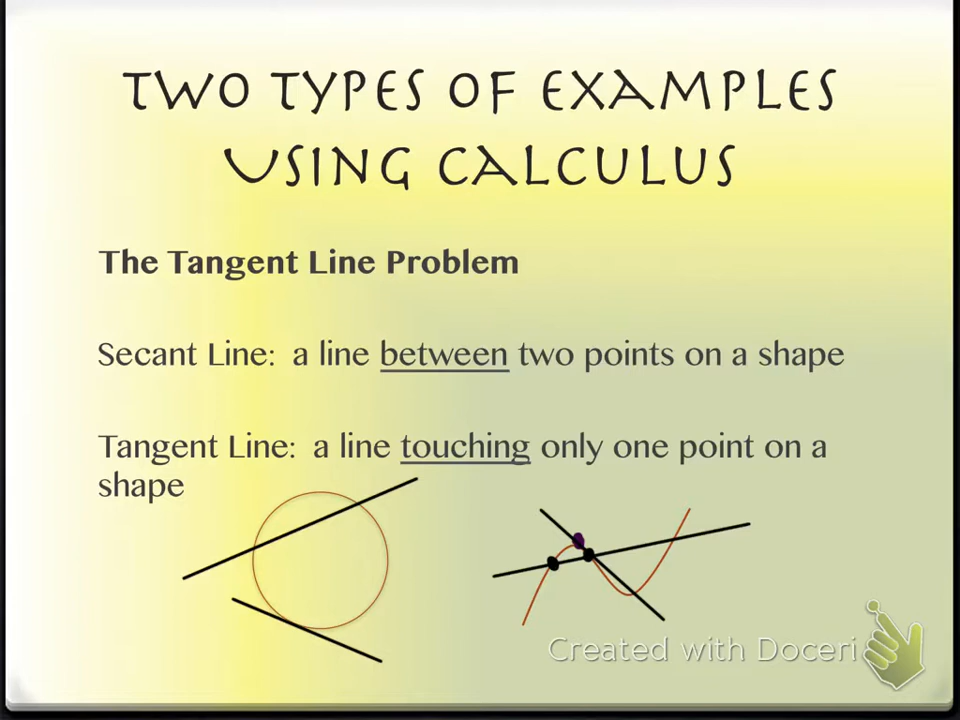 Two Types of Examples
Using Calculus
The Tangent Line Problem
Secant Line: a line between two points on a shape
Tangent Line: a line touching only one point on a
shape
Created with Doceri